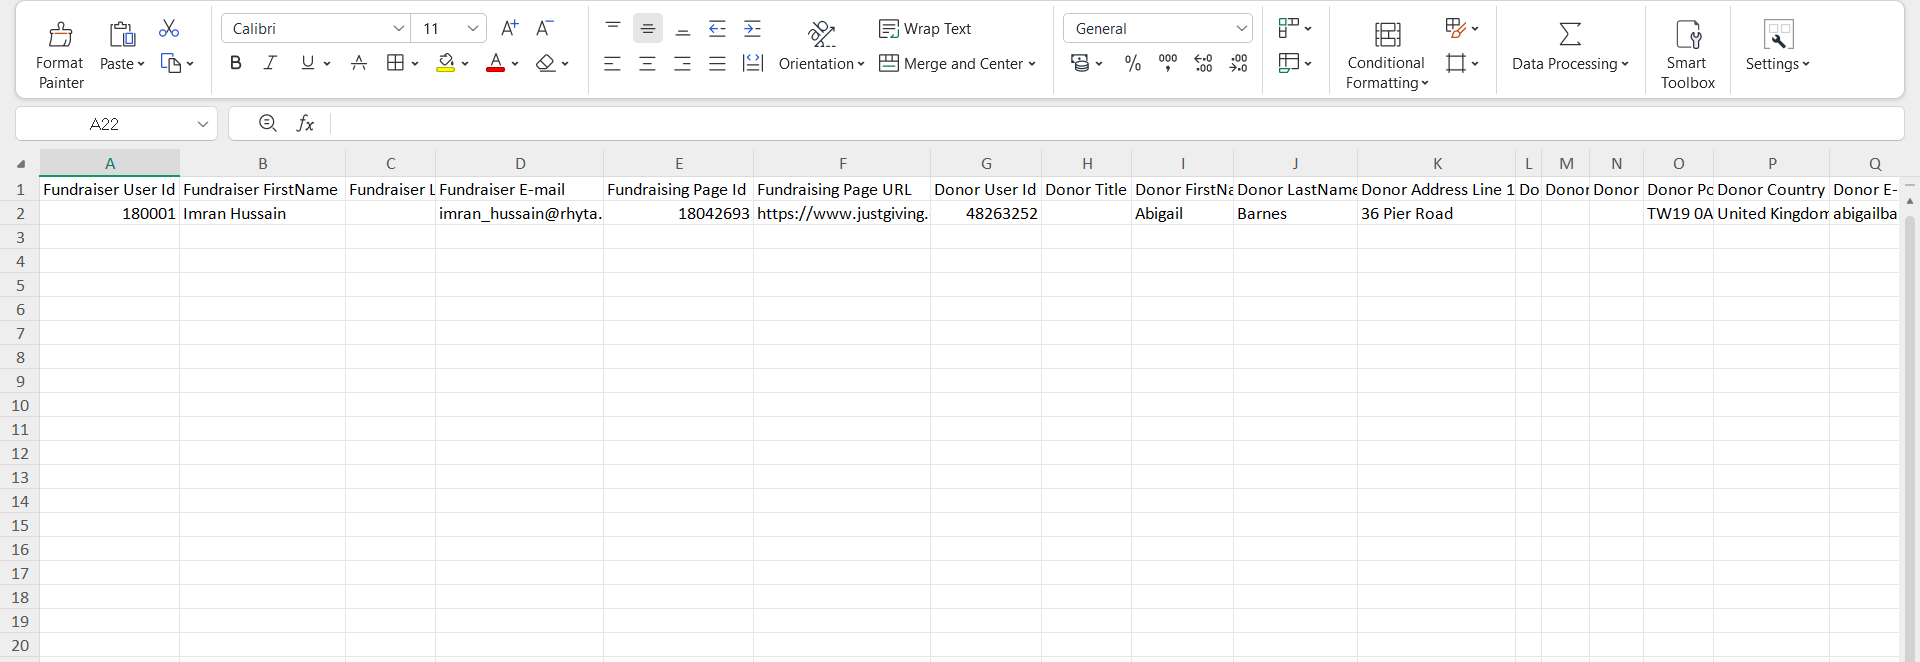 Format Painter
Paste
Calibri 11 A+ A−
B I U A A
Orientation
Wrap Text
Merge and Center
General
% 000
Conditional Formatting
Data Processing
Smart Toolbox
Settings
A22 fx
A B C D E F G H I J K L M N O P Q
1 Fundraiser User Id Fundraiser FirstName Fundraiser L Fundraiser E-mail Fundraising Page Id Fundraising Page URL Donor User Id Donor Title Donor FirstNa Donor LastName Donor Address Line 1 Do Donor Donor Donor Po Donor Country Donor E-
2 180001 Imran Hussain imran_hussain@rhyta. 18042693 https://www.justgiving. 48263252 Abigail Barnes 36 Pier Road TW19 0A United Kingdom abigailba
3
4
5
6
7
8
9
10
11
12
13
14
15
16
17
18
19
20